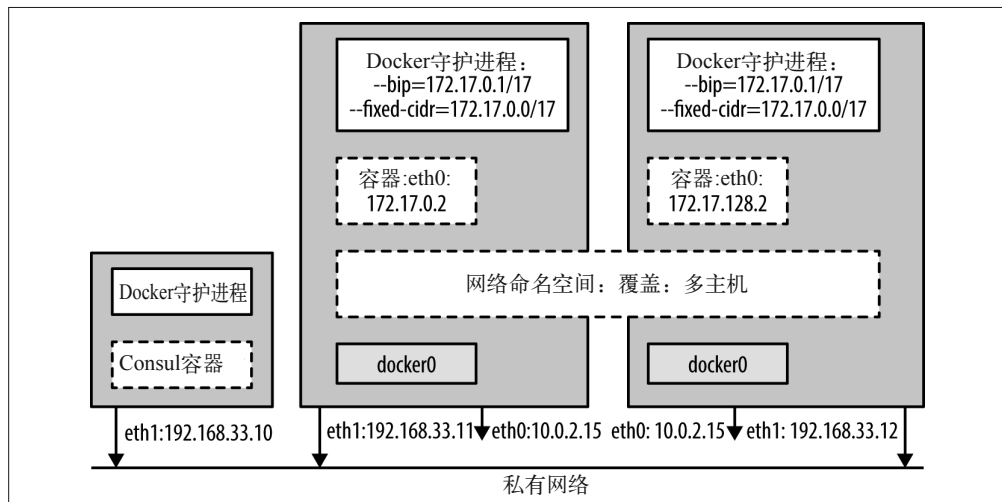 Docker守护进程：
--bip=172.17.0.1/17
--fixed-cidr=172.17.0.0/17
Docker守护进程：
--bip=172.17.0.1/17
--fixed-cidr=172.17.0.0/17
容器:eth0:
172.17.0.2
容器:eth0:
172.17.128.2
网络命名空间：覆盖：多主机
Docker守护进程
Consul容器
docker0
docker0
eth1:192.168.33.10
eth1:192.168.33.11
eth0:10.0.2.15
eth0: 10.0.2.15
eth1: 192.168.33.12
私有网络